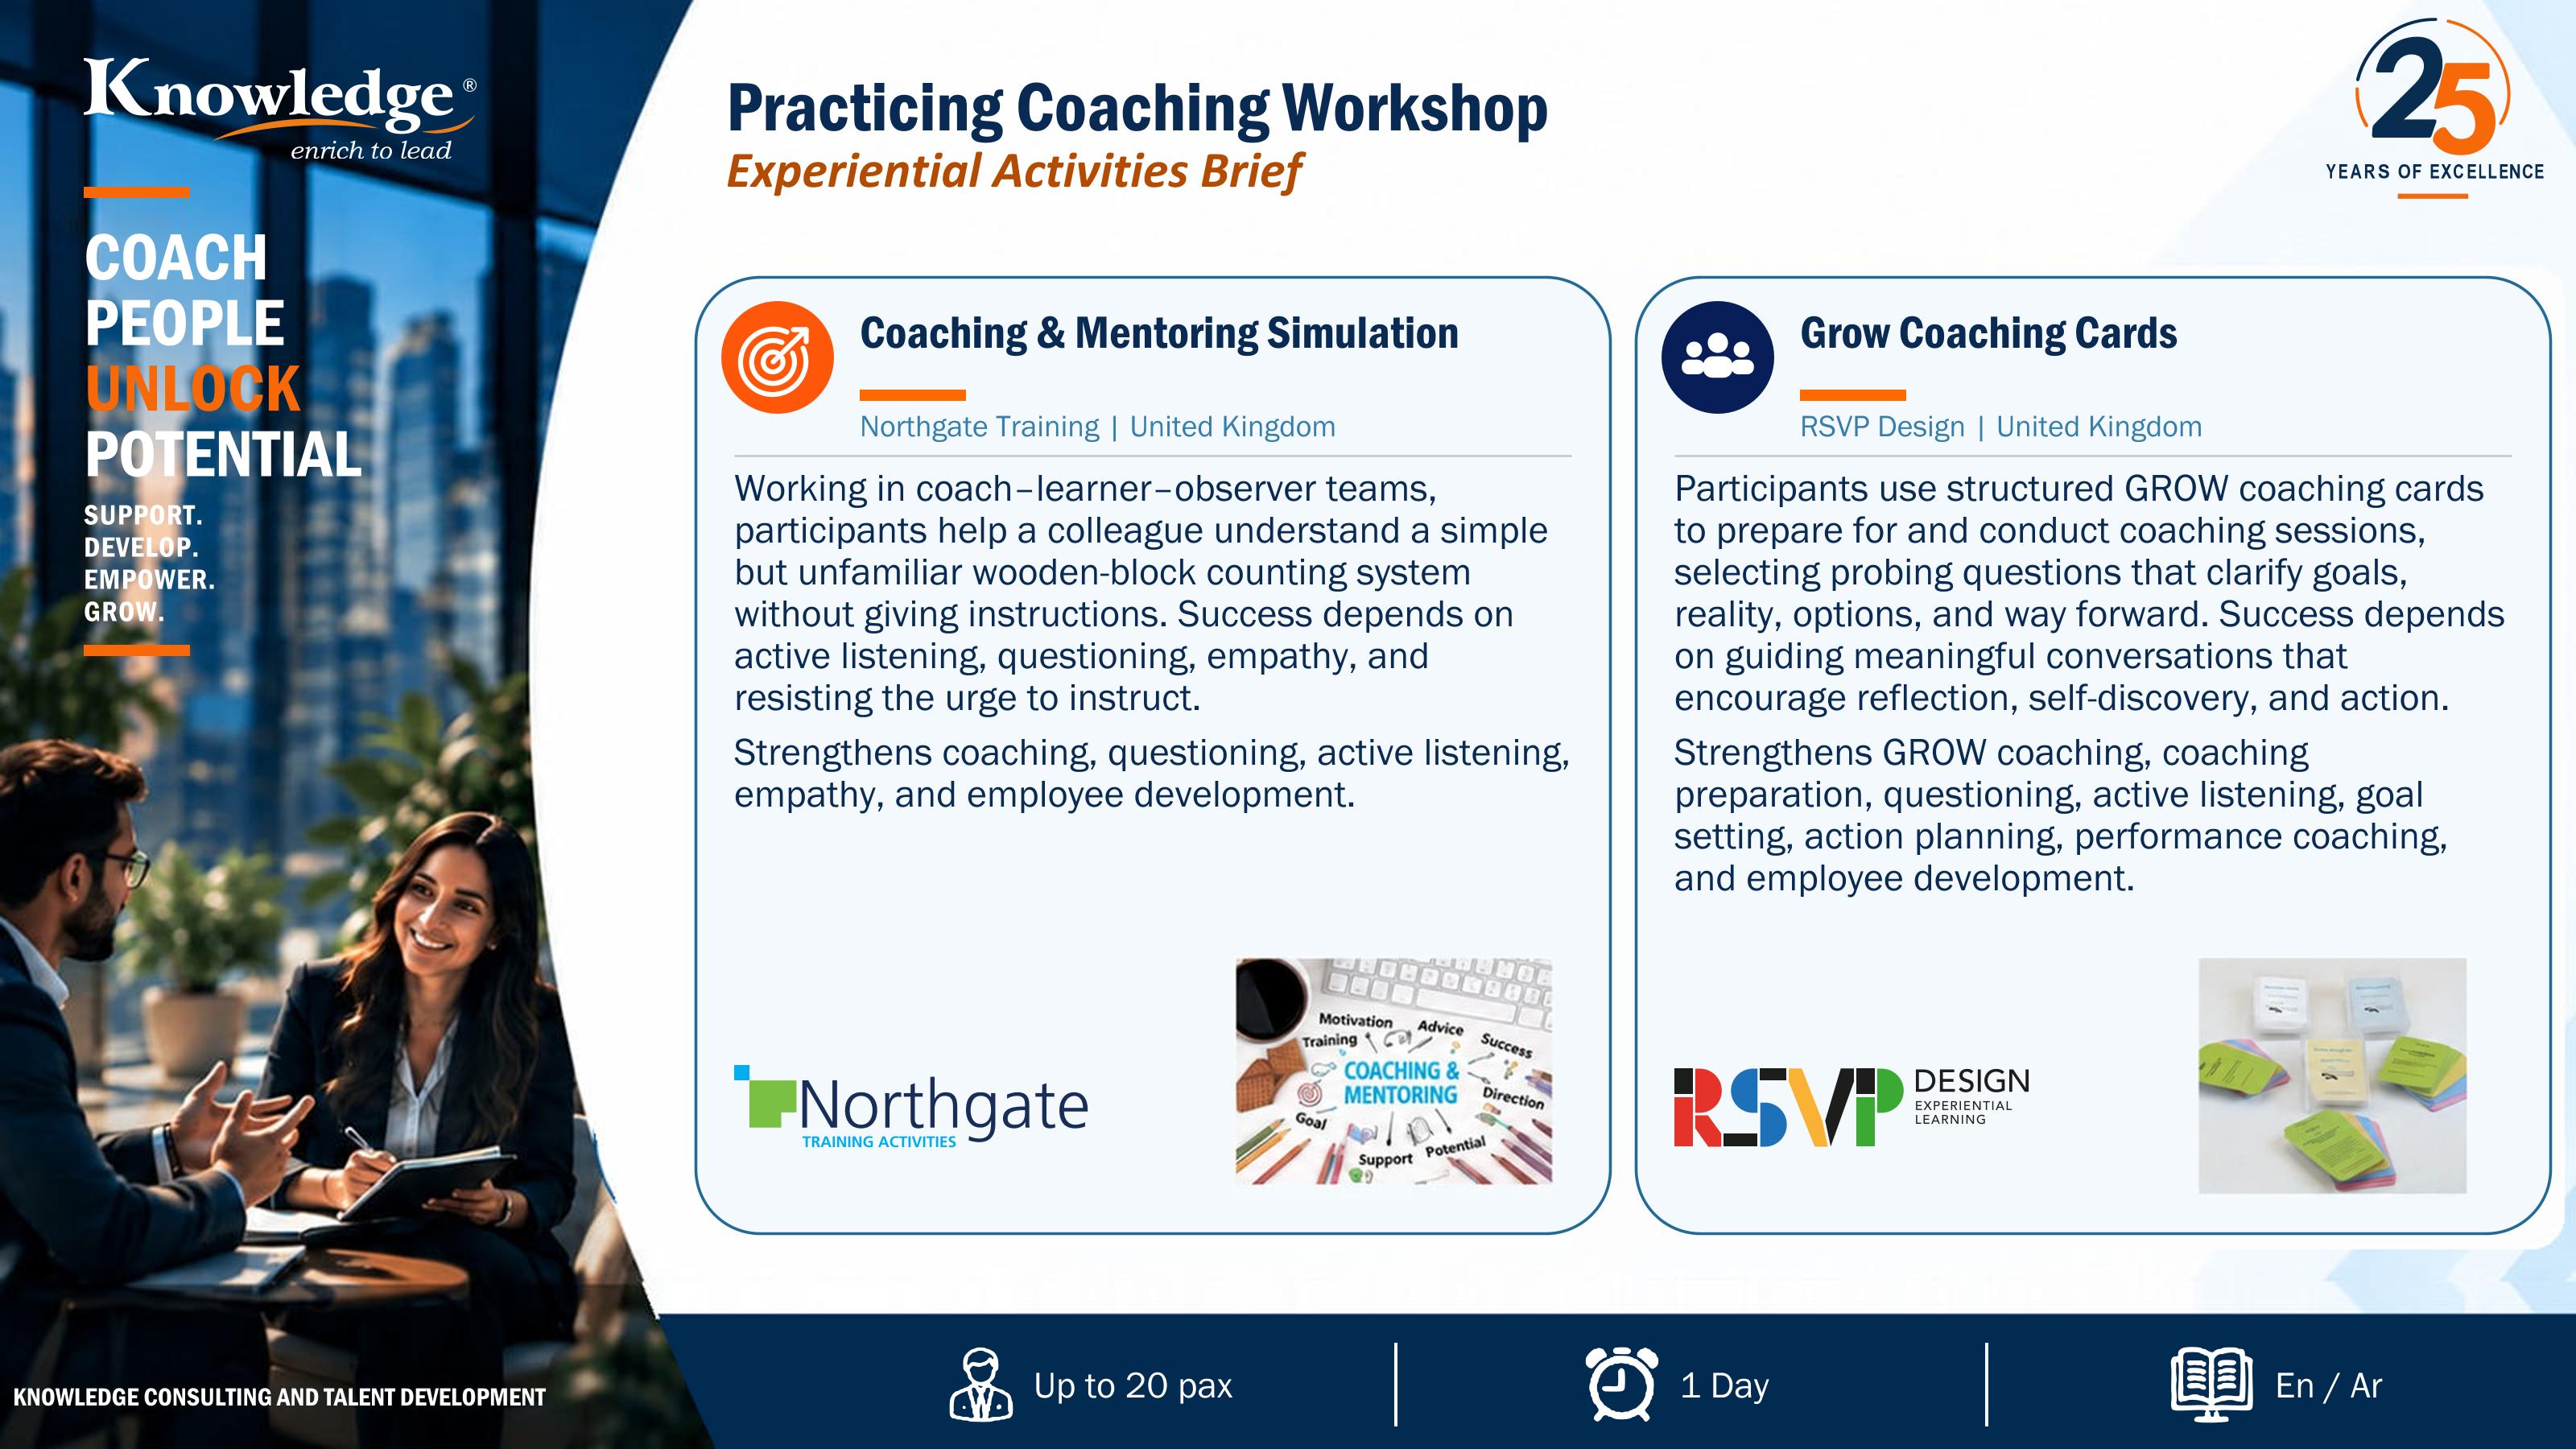 Knowledge®
enrich to lead
COACH
PEOPLE
UNLOCK
POTENTIAL
SUPPORT.
DEVELOP.
EMPOWER.
GROW.
KNOWLEDGE CONSULTING AND TALENT DEVELOPMENT
Practicing Coaching Workshop
Experiential Activities Brief
25
YEARS OF EXCELLENCE
Coaching & Mentoring Simulation
Northgate Training | United Kingdom
Working in coach–learner–observer teams,
participants help a colleague understand a simple
but unfamiliar wooden-block counting system
without giving instructions. Success depends on
active listening, questioning, empathy, and
resisting the urge to instruct.
Strengthens coaching, questioning, active listening,
empathy, and employee development.
Northgate
TRAINING ACTIVITIES
Motivation
Advice
Training
Success
COACHING &
MENTORING
Direction
Goal
Potential
Support
Grow Coaching Cards
RSVP Design | United Kingdom
Participants use structured GROW coaching cards
to prepare for and conduct coaching sessions,
selecting probing questions that clarify goals,
reality, options, and way forward. Success depends
on guiding meaningful conversations that
encourage reflection, self-discovery, and action.
Strengthens GROW coaching, coaching
preparation, questioning, active listening, goal
setting, action planning, performance coaching,
and employee development.
RSVP DESIGN
EXPERIENTIAL
LEARNING
Up to 20 pax
1 Day
En / Ar